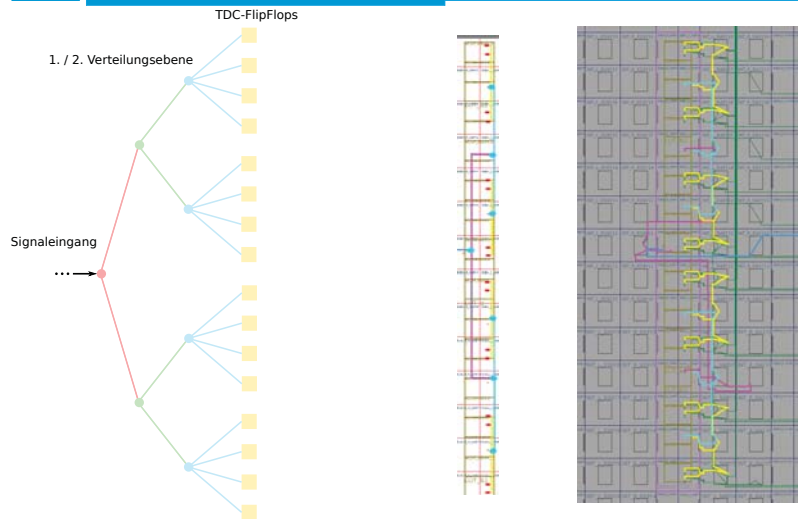 TDC-FlipFlops
1. / 2. Verteilungsebene
Signaleingang
...